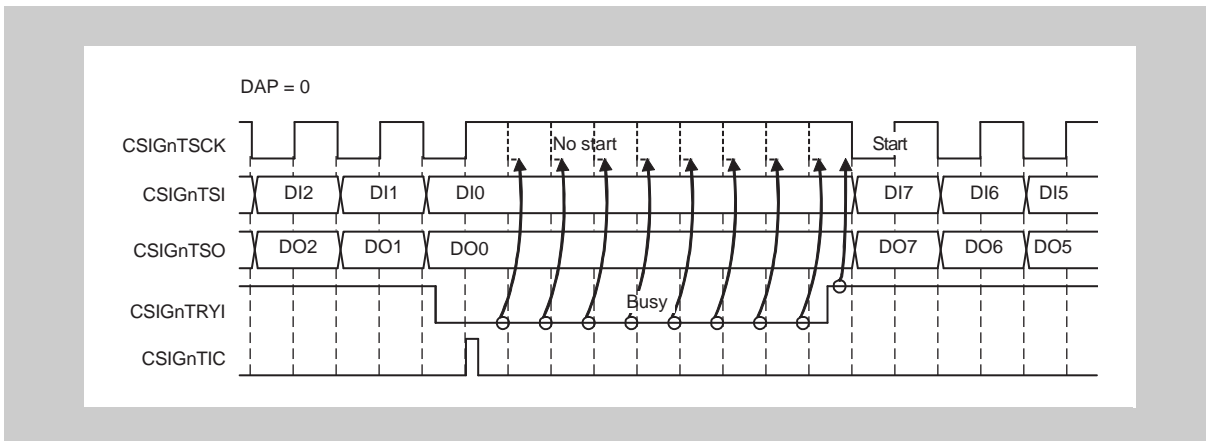 DAP = 0
CSIGnTSCK
No start
Start
CSIGnTSI
DI2
DI1
DI0
DI7
DI6
DI5
CSIGnTSO
DO2
DO1
DO0
DO7
DO6
DO5
CSIGnTRYI
Busy
CSIGnTIC